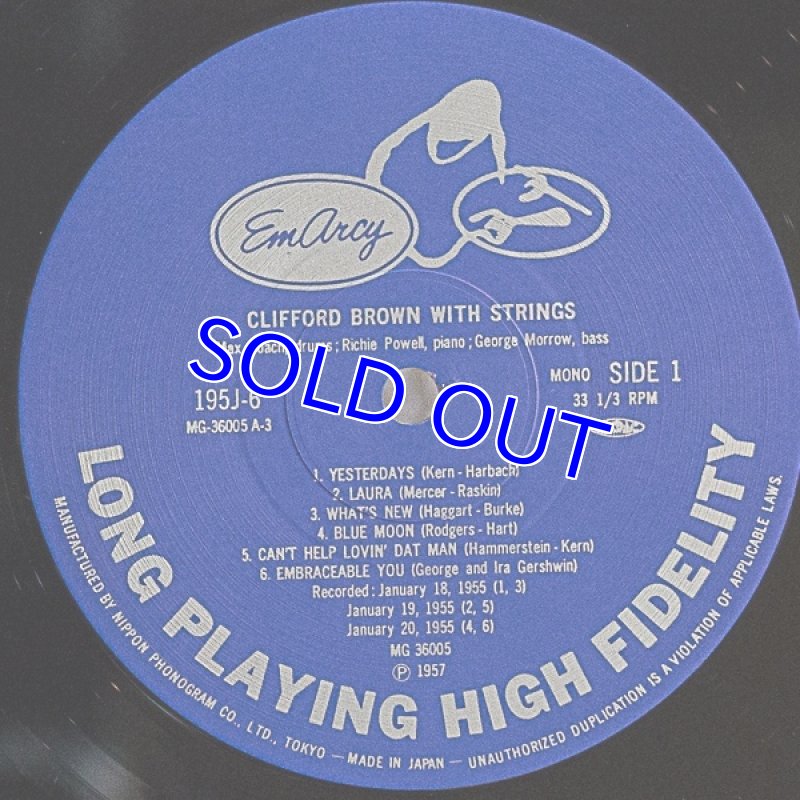 EmArcy
CLIFFORD BROWN WITH STRINGS
Max Roach, drums; Richie Powell, piano; George Morrow, bass
SOLD OUT
MONO SIDE 1
195J-6
33 1/3 RPM
MG-36005 A-3
1. YESTERDAYS (Kern - Harbach)
2. LAURA (Mercer - Raskin)
3. WHAT'S NEW (Haggart - Burke)
4. BLUE MOON (Rodgers - Hart)
5. CAN'T HELP LOVIN' DAT MAN (Hammerstein - Kern)
6. EMBRACEABLE YOU (George and Ira Gershwin)
Recorded: January 18, 1955 (1, 3)
January 19, 1955 (2, 5)
January 20, 1955 (4, 6)
MG 36005
℗ 1957
LONG PLAYING HIGH FIDELITY
MANUFACTURED BY NIPPON PHONOGRAM CO., LTD., TOKYO — MADE IN JAPAN — UNAUTHORIZED DUPLICATION IS A VIOLATION OF APPLICABLE LAWS.